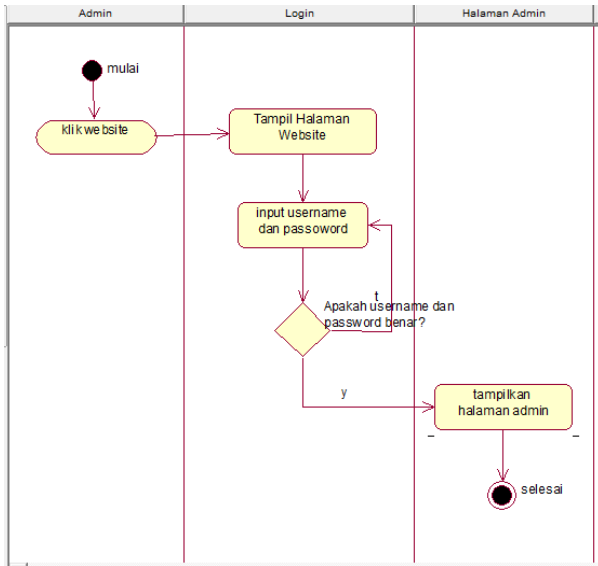 Admin
Login
Halaman Admin
mulai
klik website
Tampil Halaman
Website
input username
dan passoword
t
Apakah username dan
password benar?
y
tampilkan
halaman admin
selesai